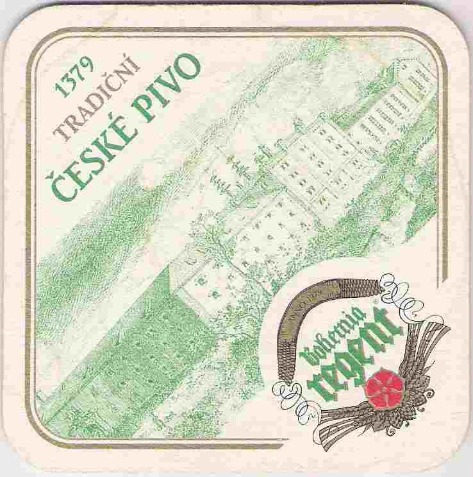 1379
TRADIČNÍ
ČESKÉ PIVO
Bohemia
regent